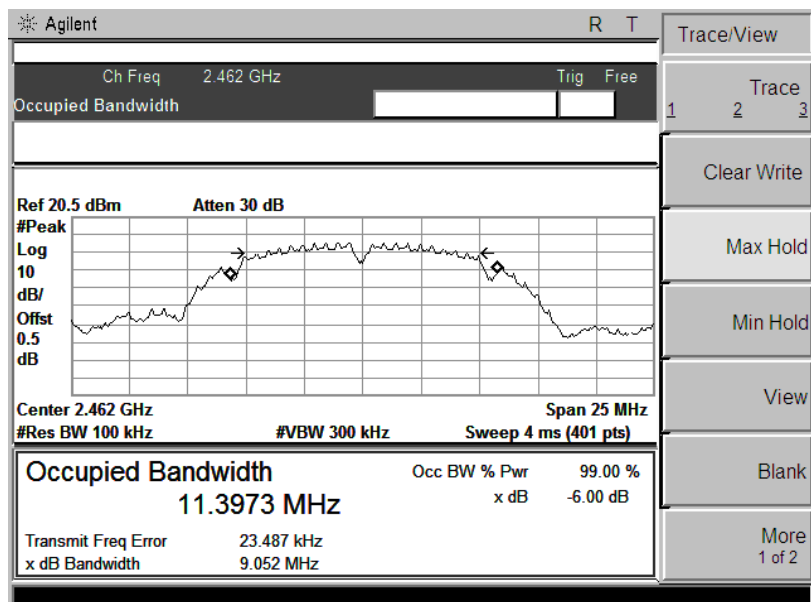 Agilent R T
Ch Freq 2.462 GHz Trig Free
Occupied Bandwidth
Ref 20.5 dBm Atten 30 dB
#Peak
Log
10
dB/
Offst
0.5
dB
Center 2.462 GHz Span 25 MHz
#Res BW 100 kHz #VBW 300 kHz Sweep 4 ms (401 pts)
Occupied Bandwidth Occ BW % Pwr 99.00 %
11.3973 MHz x dB -6.00 dB
Transmit Freq Error 23.487 kHz
x dB Bandwidth 9.052 MHz
Trace/View
Trace
1 2 3
Clear Write
Max Hold
Min Hold
View
Blank
More
1 of 2